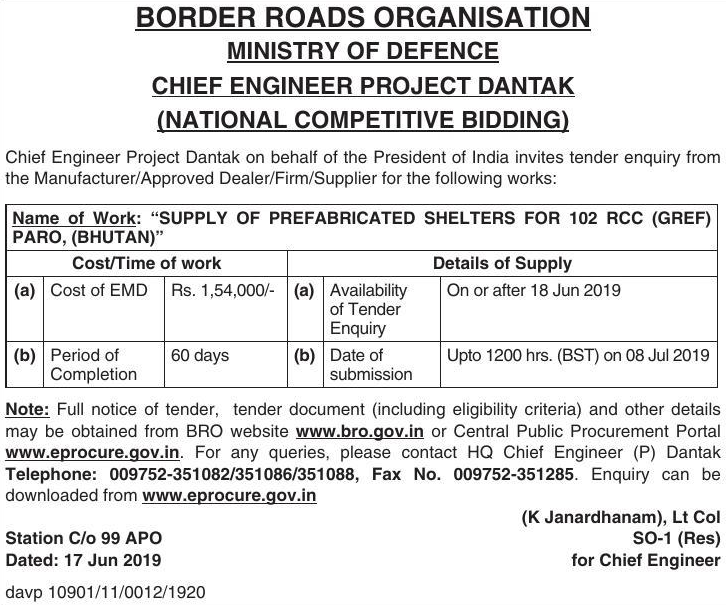 BORDER ROADS ORGANISATION
MINISTRY OF DEFENCE
CHIEF ENGINEER PROJECT DANTAK
(NATIONAL COMPETITIVE BIDDING)
Chief Engineer Project Dantak on behalf of the President of India invites tender enquiry from
the Manufacturer/Approved Dealer/Firm/Supplier for the following works:
Name of Work: “SUPPLY OF PREFABRICATED SHELTERS FOR 102 RCC (GREF)
PARO, (BHUTAN)”
Cost/Time of work Details of Supply
(a) Cost of EMD Rs. 1,54,000/- (a) Availability On or after 18 Jun 2019
of Tender
Enquiry
(b) Period of 60 days (b) Date of Upto 1200 hrs. (BST) on 08 Jul 2019
Completion submission
Note: Full notice of tender, tender document (including eligibility criteria) and other details
may be obtained from BRO website www.bro.gov.in or Central Public Procurement Portal
www.eprocure.gov.in. For any queries, please contact HQ Chief Engineer (P) Dantak
Telephone: 009752-351082/351086/351088, Fax No. 009752-351285. Enquiry can be
downloaded from www.eprocure.gov.in
(K Janardhanam), Lt Col
Station C/o 99 APO SO-1 (Res)
Dated: 17 Jun 2019 for Chief Engineer
davp 10901/11/0012/1920